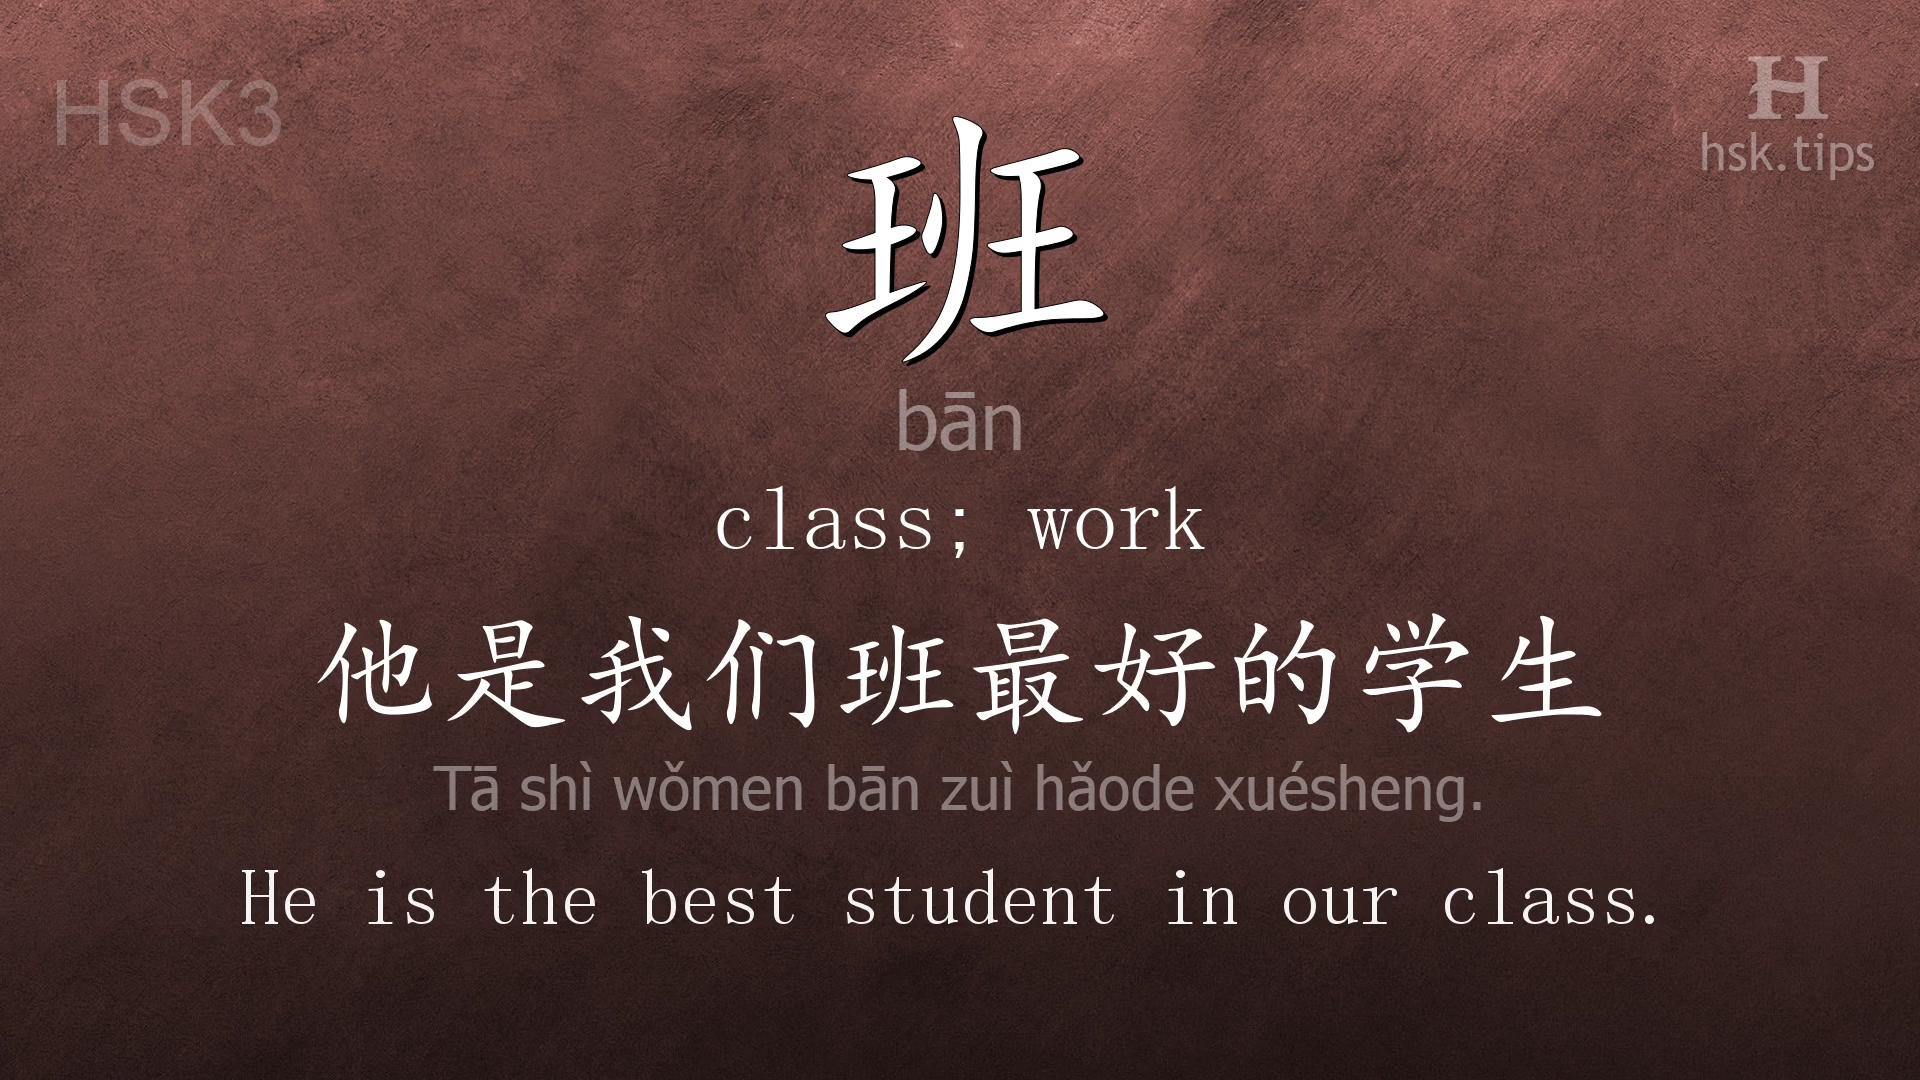 HSK3
H
hsk.tips
班
bān
class; work
他是我们班最好的学生
Tā shì wǒmen bān zuì hǎode xuésheng.
He is the best student in our class.